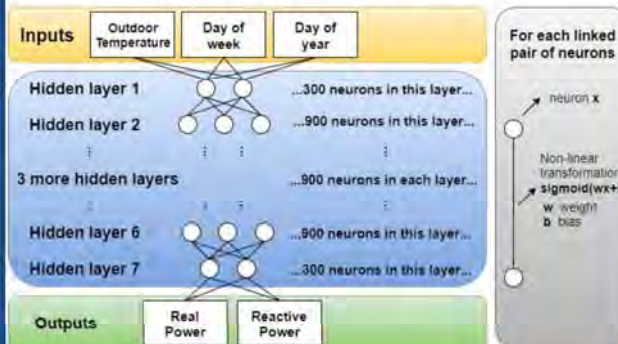 Inputs
Outdoor
Temperature
Day of
week
Day of
year
Hidden layer 1
...300 neurons in this layer...
Hidden layer 2
...900 neurons in this layer...
3 more hidden layers
...900 neurons in each layer...
Hidden layer 6
...900 neurons in this layer...
Hidden layer 7
...300 neurons in this layer...
Outputs
Real
Power
Reactive
Power
For each linked
pair of neurons
neuron x
Non-linear
transformation
sigmoid(wx+
w weight
b bias